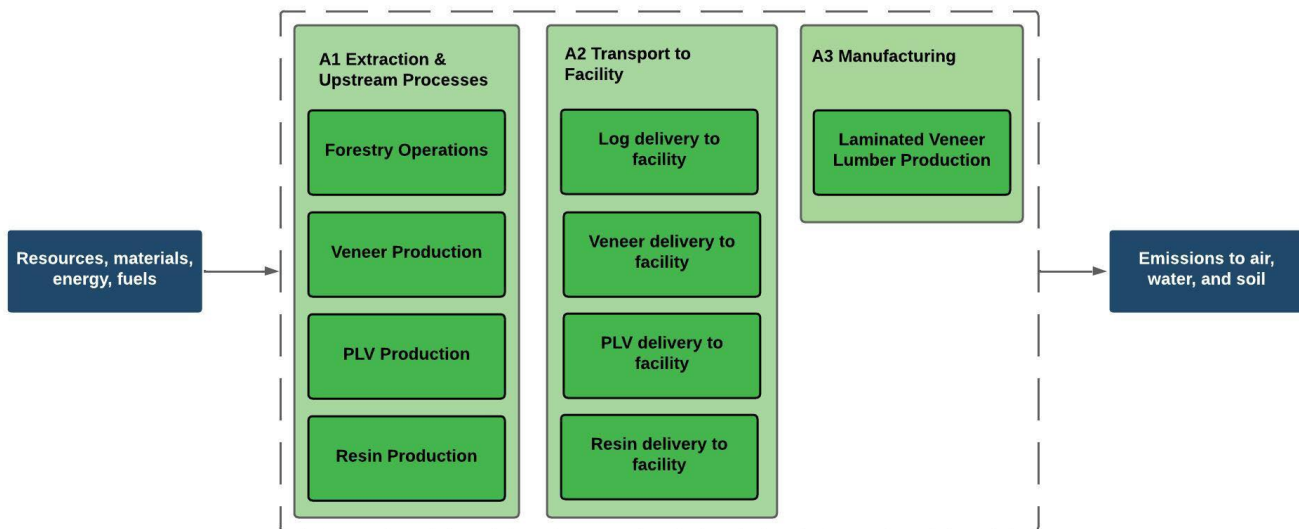 A1 Extraction &
Upstream Processes
Forestry Operations
Veneer Production
PLV Production
Resin Production
A2 Transport to
Facility
Log delivery to
facility
Veneer delivery to
facility
PLV delivery to
facility
Resin delivery to
facility
A3 Manufacturing
Laminated Veneer
Lumber Production
Resources, materials,
energy, fuels
Emissions to air,
water, and soil